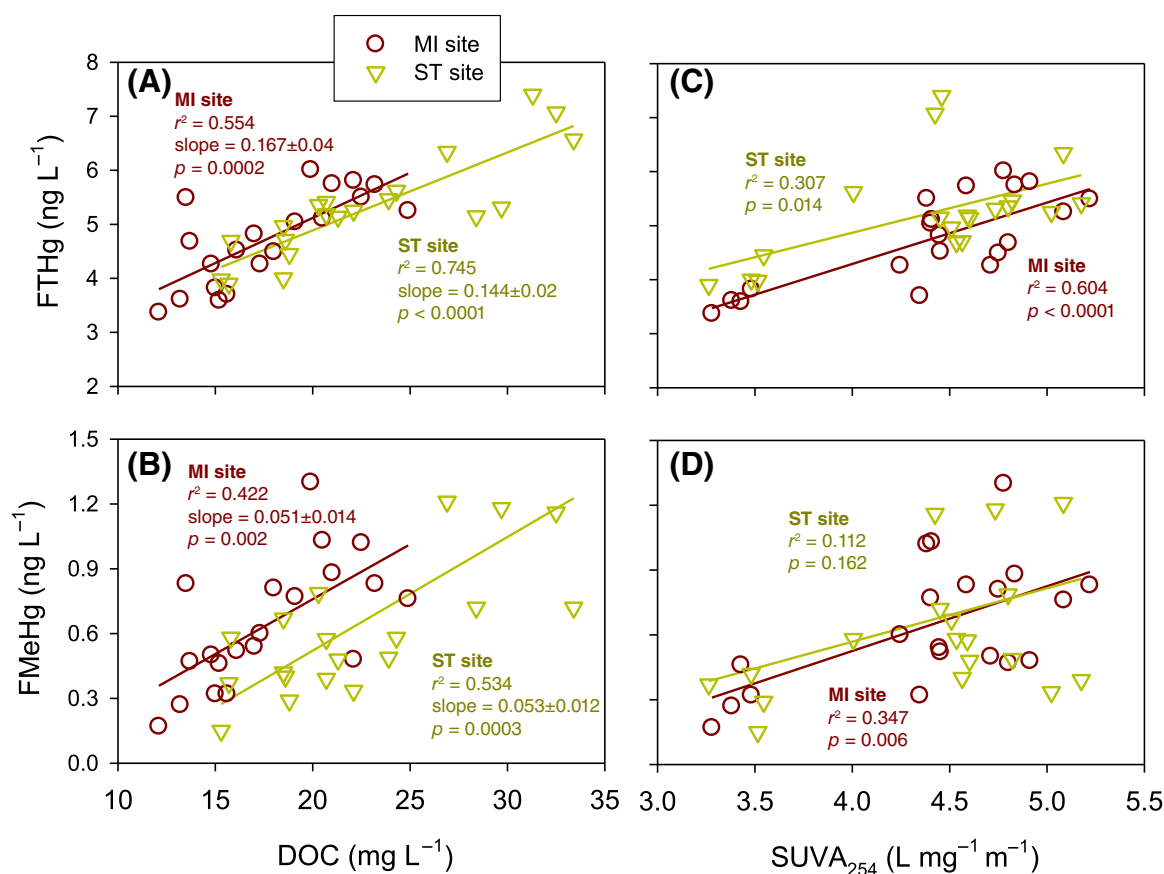 MI site
ST site
(A)
MI site
r² = 0.554
slope = 0.167±0.04
p = 0.0002
ST site
r² = 0.745
slope = 0.144±0.02
p < 0.0001
8
7
6
5
4
3
2
FTHg (ng L⁻¹)
(C)
ST site
r² = 0.307
p = 0.014
MI site
r² = 0.604
p < 0.0001
(B)
MI site
r² = 0.422
slope = 0.051±0.014
p = 0.002
ST site
r² = 0.534
slope = 0.053±0.012
p = 0.0003
1.5
1.2
0.9
0.6
0.3
0.0
FMeHg (ng L⁻¹)
10 15 20 25 30 35
DOC (mg L⁻¹)
(D)
ST site
r² = 0.112
p = 0.162
MI site
r² = 0.347
p = 0.006
3.0 3.5 4.0 4.5 5.0 5.5
SUVA₂₅₄ (L mg⁻¹ m⁻¹)